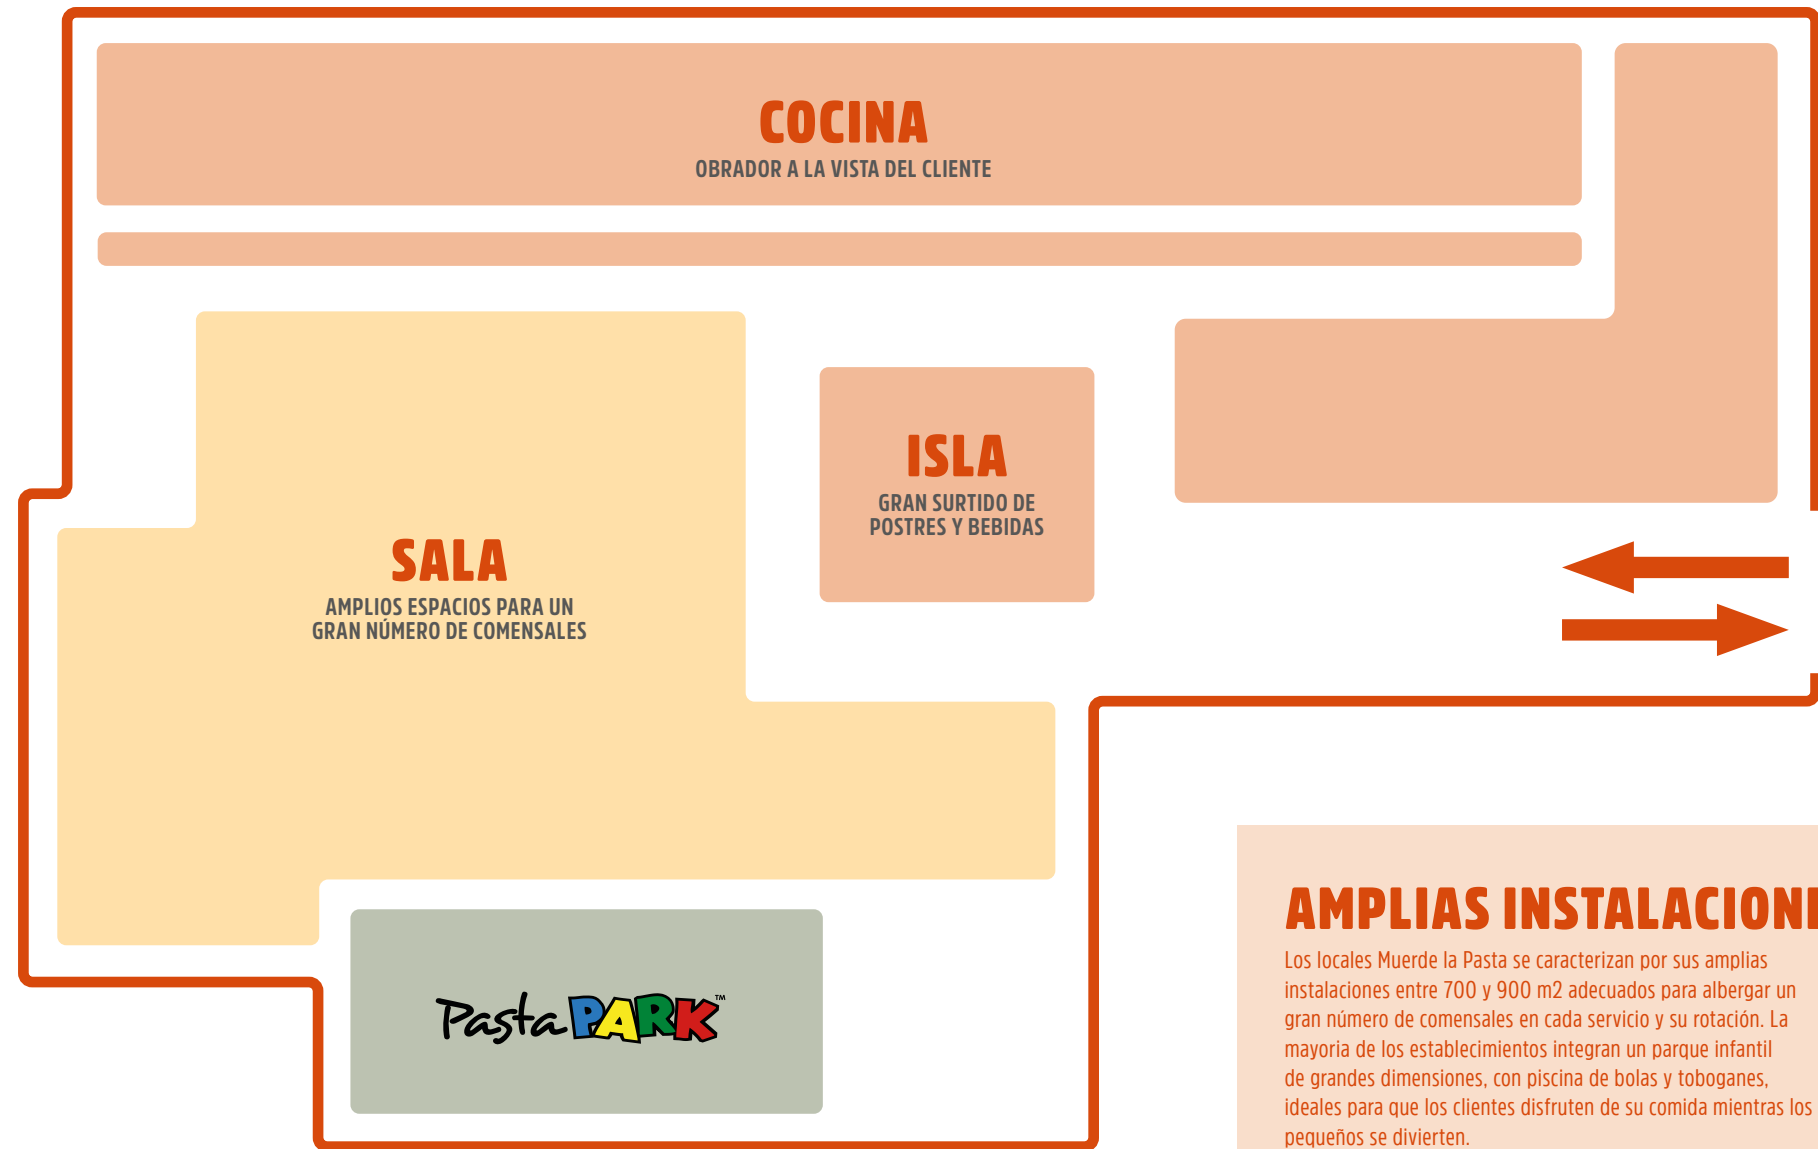 COCINA
OBRADOR A LA VISTA DEL CLIENTE
ISLA
GRAN SURTIDO DE
POSTRES Y BEBIDAS
SALA
AMPLIOS ESPACIOS PARA UN
GRAN NÚMERO DE COMENSALES
Pasta PARK™
AMPLIAS INSTALACION
Los locales Muerde la Pasta se caracterizan por sus amplias
instalaciones entre 700 y 900 m2 adecuados para albergar un
gran número de comensales en cada servicio y su rotación. La
mayoria de los establecimientos integran un parque infantil
de grandes dimensiones, con piscina de bolas y toboganes,
ideales para que los clientes disfruten de su comida mientras los
pequeños se divierten.